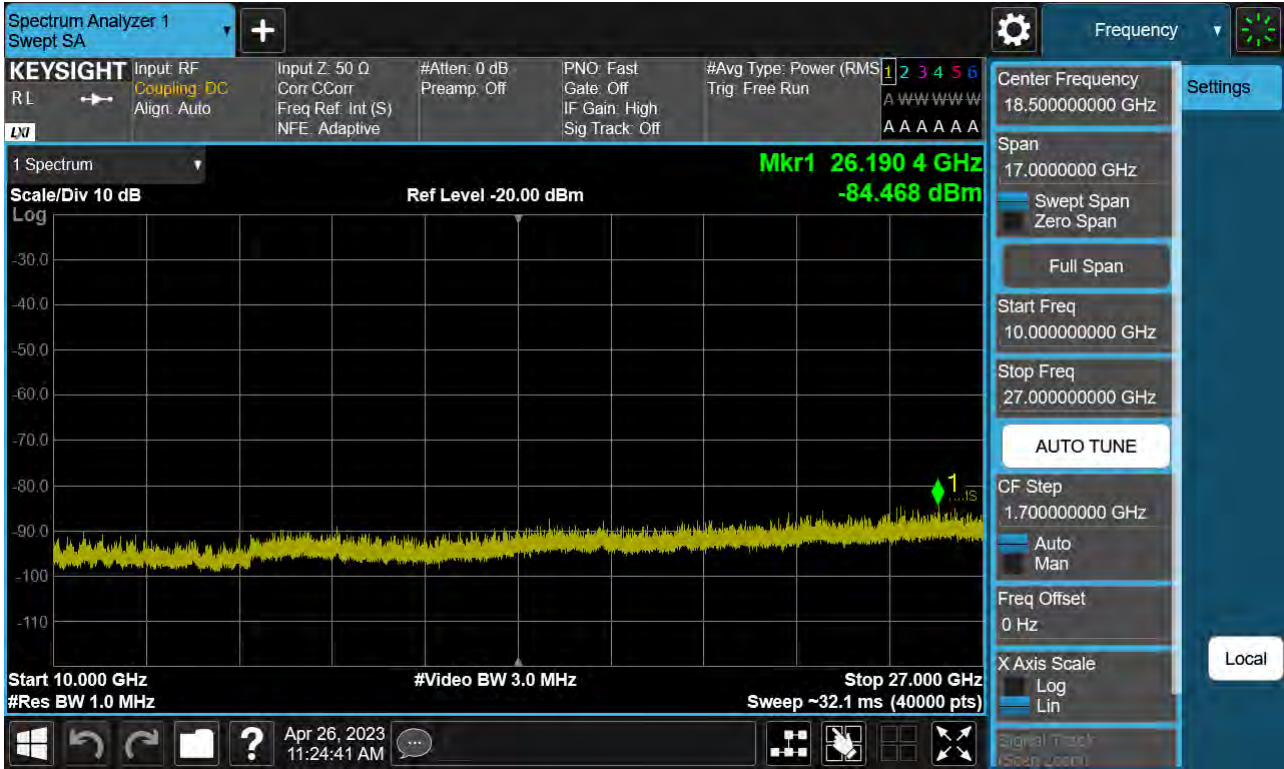 Spectrum Analyzer 1
Swept SA
Frequency
KEYSIGHT
R L
LXI
Input: RF
Coupling: DC
Align: Auto
Input Z: 50 Ω
Corr CCorr
Freq Ref: Int (S)
NFE: Adaptive
#Atten: 0 dB
Preamp: Off
PNO: Fast
Gate: Off
IF Gain: High
Sig Track: Off
#Avg Type: Power (RMS
Trig: Free Run
1 2 3 4 5 6
A W W W W W
A A A A A A
1 Spectrum
Scale/Div 10 dB
Log
Ref Level -20.00 dBm
Mkr1 26.190 4 GHz
-84.468 dBm
-30.0
-40.0
-50.0
-60.0
-70.0
-80.0
-90.0
-100
-110
1
Start 10.000 GHz
#Res BW 1.0 MHz
#Video BW 3.0 MHz
Stop 27.000 GHz
Sweep ~32.1 ms (40000 pts)
Center Frequency
18.500000000 GHz
Span
17.0000000 GHz
Swept Span
Zero Span
Full Span
Start Freq
10.000000000 GHz
Stop Freq
27.000000000 GHz
AUTO TUNE
CF Step
1.700000000 GHz
Auto
Man
Freq Offset
0 Hz
X Axis Scale
Log
Lin
Signal Track
(Span Zoom)
Settings
Local
?
Apr 26, 2023
11:24:41 AM